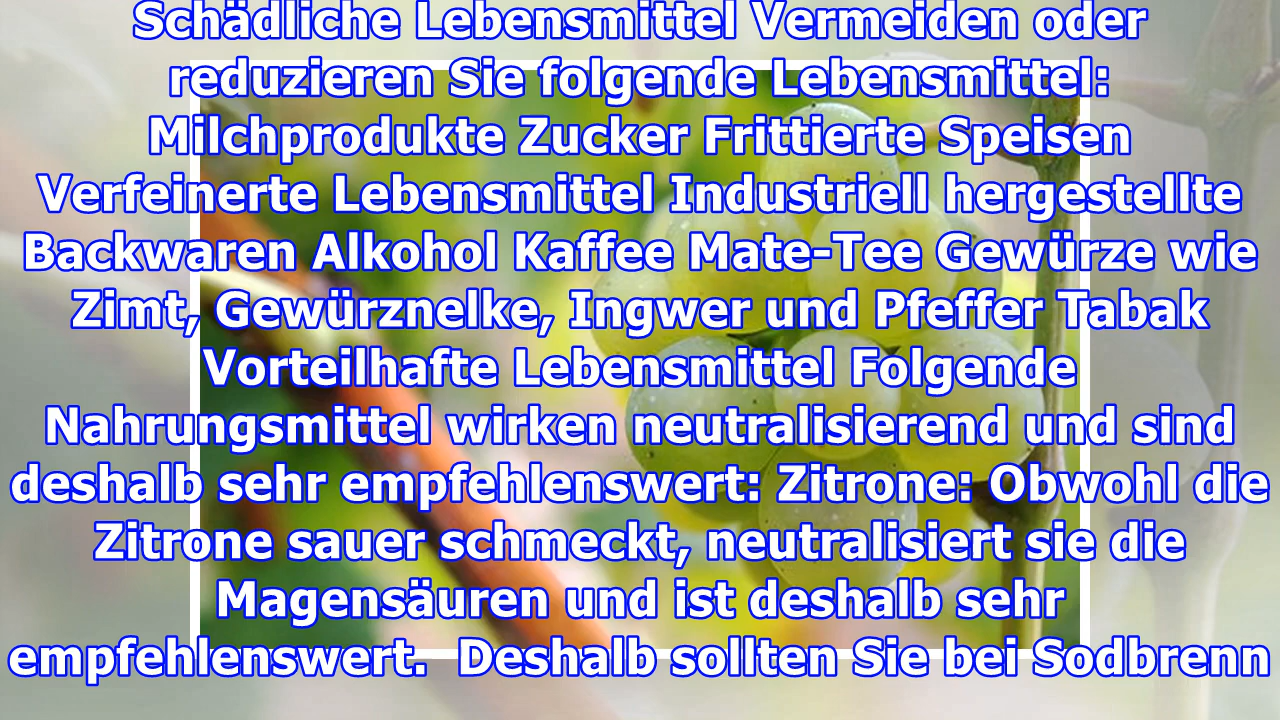 Schädliche Lebensmittel Vermeiden oder
reduzieren Sie folgende Lebensmittel:
Milchprodukte Zucker Frittierte Speisen
Verfeinerte Lebensmittel Industriell hergestellte
Backwaren Alkohol Kaffee Mate-Tee Gewürze wie
Zimt, Gewürznelke, Ingwer und Pfeffer Tabak
Vorteilhafte Lebensmittel Folgende
Nahrungsmittel wirken neutralisierend und sind
deshalb sehr empfehlenswert: Zitrone: Obwohl die
Zitrone sauer schmeckt, neutralisiert sie die
Magensäuren und ist deshalb sehr
empfehlenswert.  Deshalb sollten Sie bei Sodbrenn